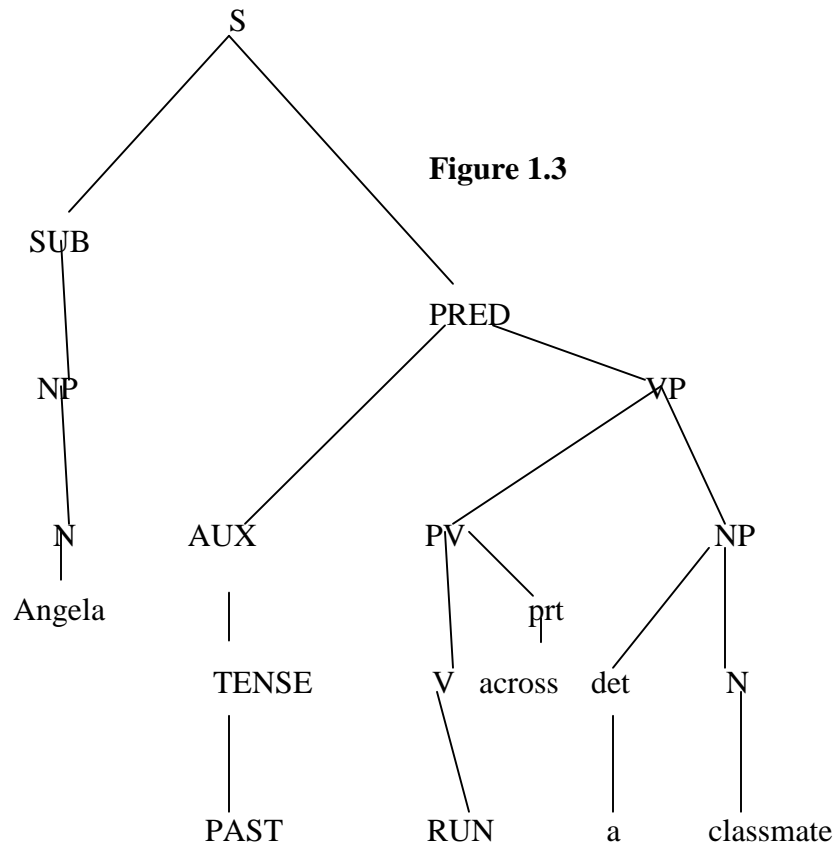 S
Figure 1.3
SUB
PRED
NP VP
N AUX PV NP
Angela prt
TENSE V across det N
PAST RUN a classmate